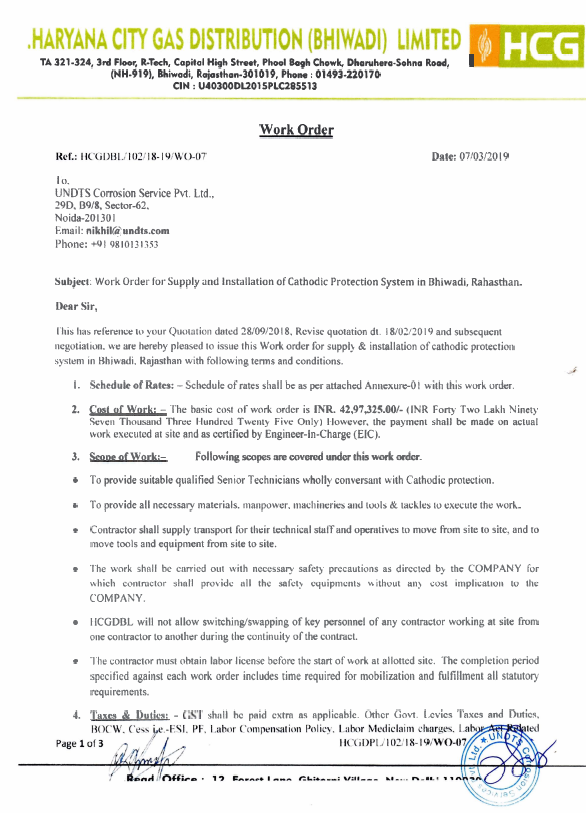 HARYANA CITY GAS DISTRIBUTION (BHIWADI) LIMITED
HCG
TA 321-324, 3rd Floor, R-Tech, Capital High Street, Phool Bagh Chowk, Dharuhera-Sohna Road,
(NH-919), Bhiwadi, Rajasthan-301019, Phone : 01493-220170
CIN : U40300DL2015PLC285513
Work Order
Ref.: HCGDBL/102/18-19/WO-07 Date: 07/03/2019
To,
UNDTS Corrosion Service Pvt. Ltd.,
29D, B9/8, Sector-62,
Noida-201301
Email: nikhil@undts.com
Phone: +91 9810131353
Subject: Work Order for Supply and Installation of Cathodic Protection System in Bhiwadi, Rahasthan.
Dear Sir,
This has reference to your Quotation dated 28/09/2018, Revise quotation dt. 18/02/2019 and subsequent
negotiation, we are hereby pleased to issue this Work order for supply & installation of cathodic protection
system in Bhiwadi, Rajasthan with following terms and conditions.
1. Schedule of Rates: – Schedule of rates shall be as per attached Annexure-01 with this work order.
2. Cost of Work: – The basic cost of work order is INR. 42,97,325.00/- (INR Forty Two Lakh Ninety
Seven Thousand Three Hundred Twenty Five Only) However, the payment shall be made on actual
work executed at site and as certified by Engineer-In-Charge (EIC).
3. Scope of Work:– Following scopes are covered under this work order.
• To provide suitable qualified Senior Technicians wholly conversant with Cathodic protection.
• To provide all necessary materials, manpower, machineries and tools & tackles to execute the work.
• Contractor shall supply transport for their technical staff and operatives to move from site to site, and to
move tools and equipment from site to site.
• The work shall be carried out with necessary safety precautions as directed by the COMPANY for
which contractor shall provide all the safety equipments without any cost implication to the
COMPANY.
• HCGDBL will not allow switching/swapping of key personnel of any contractor working at site from
one contractor to another during the continuity of the contract.
• The contractor must obtain labor license before the start of work at allotted site. The completion period
specified against each work order includes time required for mobilization and fulfillment all statutory
requirements.
4. Taxes & Duties: - GST shall be paid extra as applicable. Other Govt. Levies Taxes and Duties,
BOCW, Cess i.e.-ESI, PF, Labor Compensation Policy, Labor Mediclaim charges, Labor Act Related
Page 1 of 3 HCGDPL/102/18-19/WO-07
UNDTS Corrosion Services Pvt. Ltd.
Head Office : 12, Forest Lane, Ghitorni Village, New Delhi